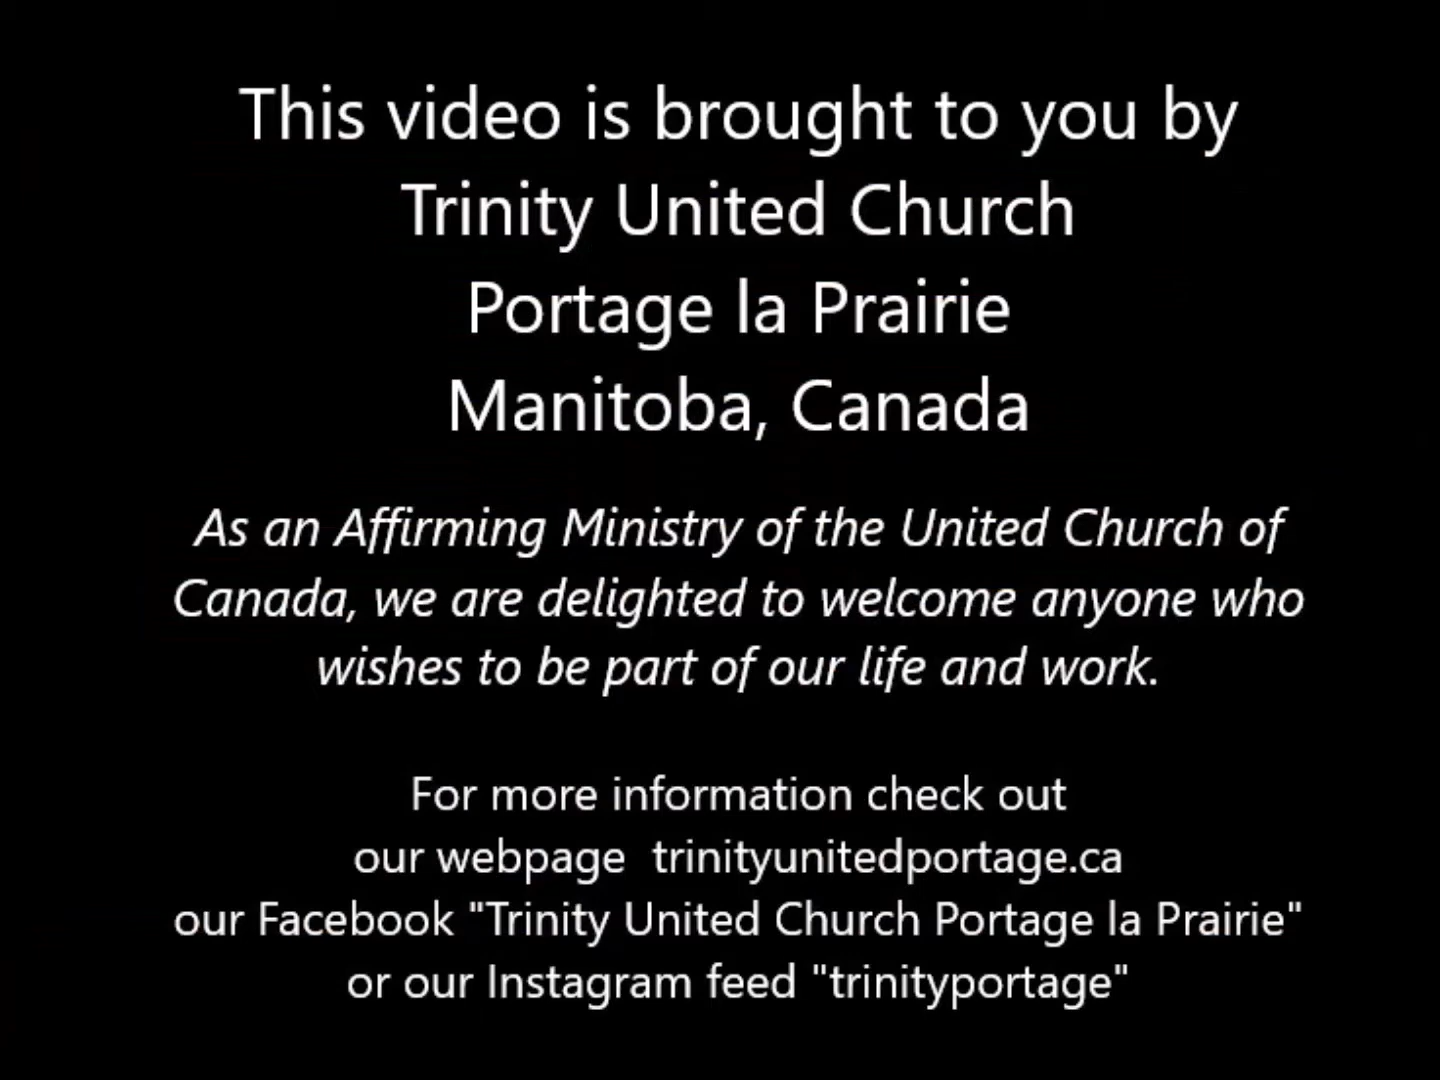 This video is brought to you by
Trinity United Church
Portage la Prairie
Manitoba, Canada
As an Affirming Ministry of the United Church of
Canada, we are delighted to welcome anyone who
wishes to be part of our life and work.
For more information check out
our webpage  trinityunitedportage.ca
our Facebook "Trinity United Church Portage la Prairie"
or our Instagram feed "trinityportage"